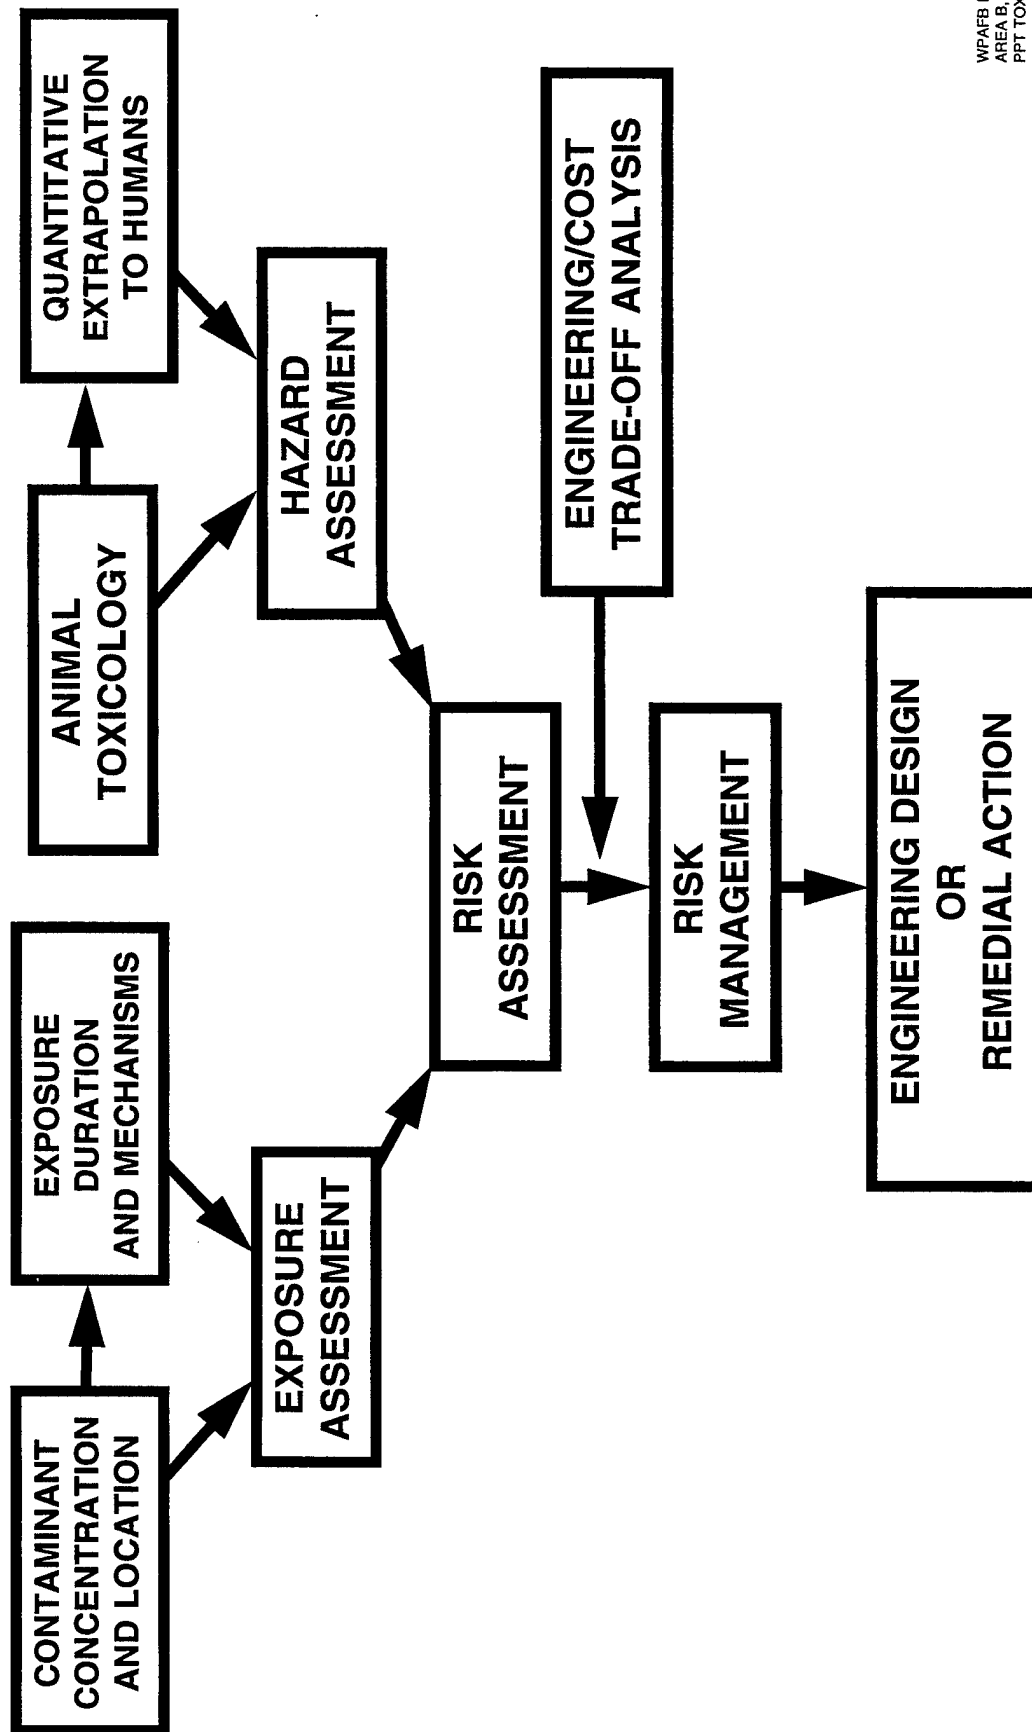 CONTAMINANT
CONCENTRATION
AND LOCATION
EXPOSURE
DURATION
AND MECHANISMS
ANIMAL
TOXICOLOGY
QUANTITATIVE
EXTRAPOLATION
TO HUMANS
EXPOSURE
ASSESSMENT
HAZARD
ASSESSMENT
RISK
ASSESSMENT
ENGINEERING/COST
TRADE-OFF ANALYSIS
RISK
MANAGEMENT
ENGINEERING DESIGN
OR
REMEDIAL ACTION
WPAFB
AREA B,
PPT TOX